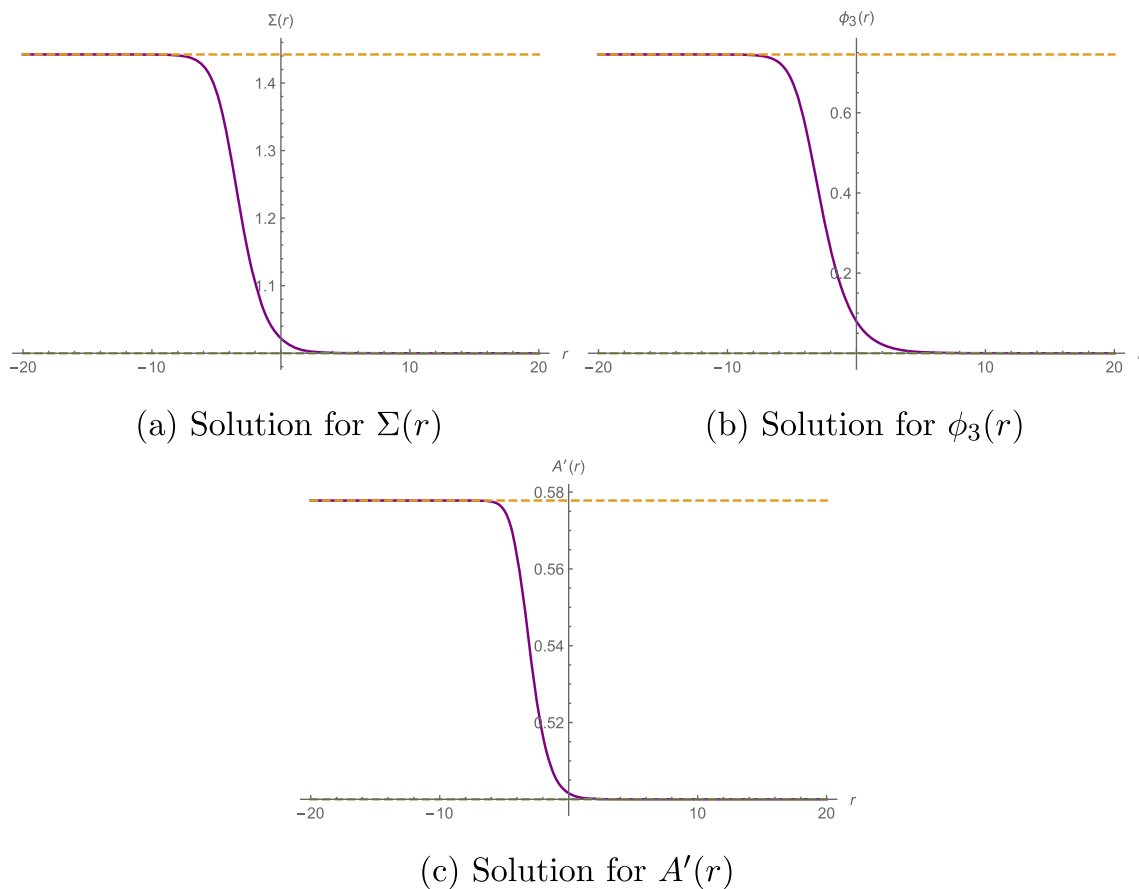 Σ(r)
1.4
1.3
1.2
1.1
−20
−10
10
20
r
ϕ₃(r)
0.6
0.4
0.2
−20
−10
10
20
(a) Solution for Σ(r)
(b) Solution for ϕ₃(r)
A′(r)
0.58
0.56
0.54
0.52
−20
−10
10
20
r
(c) Solution for A′(r)